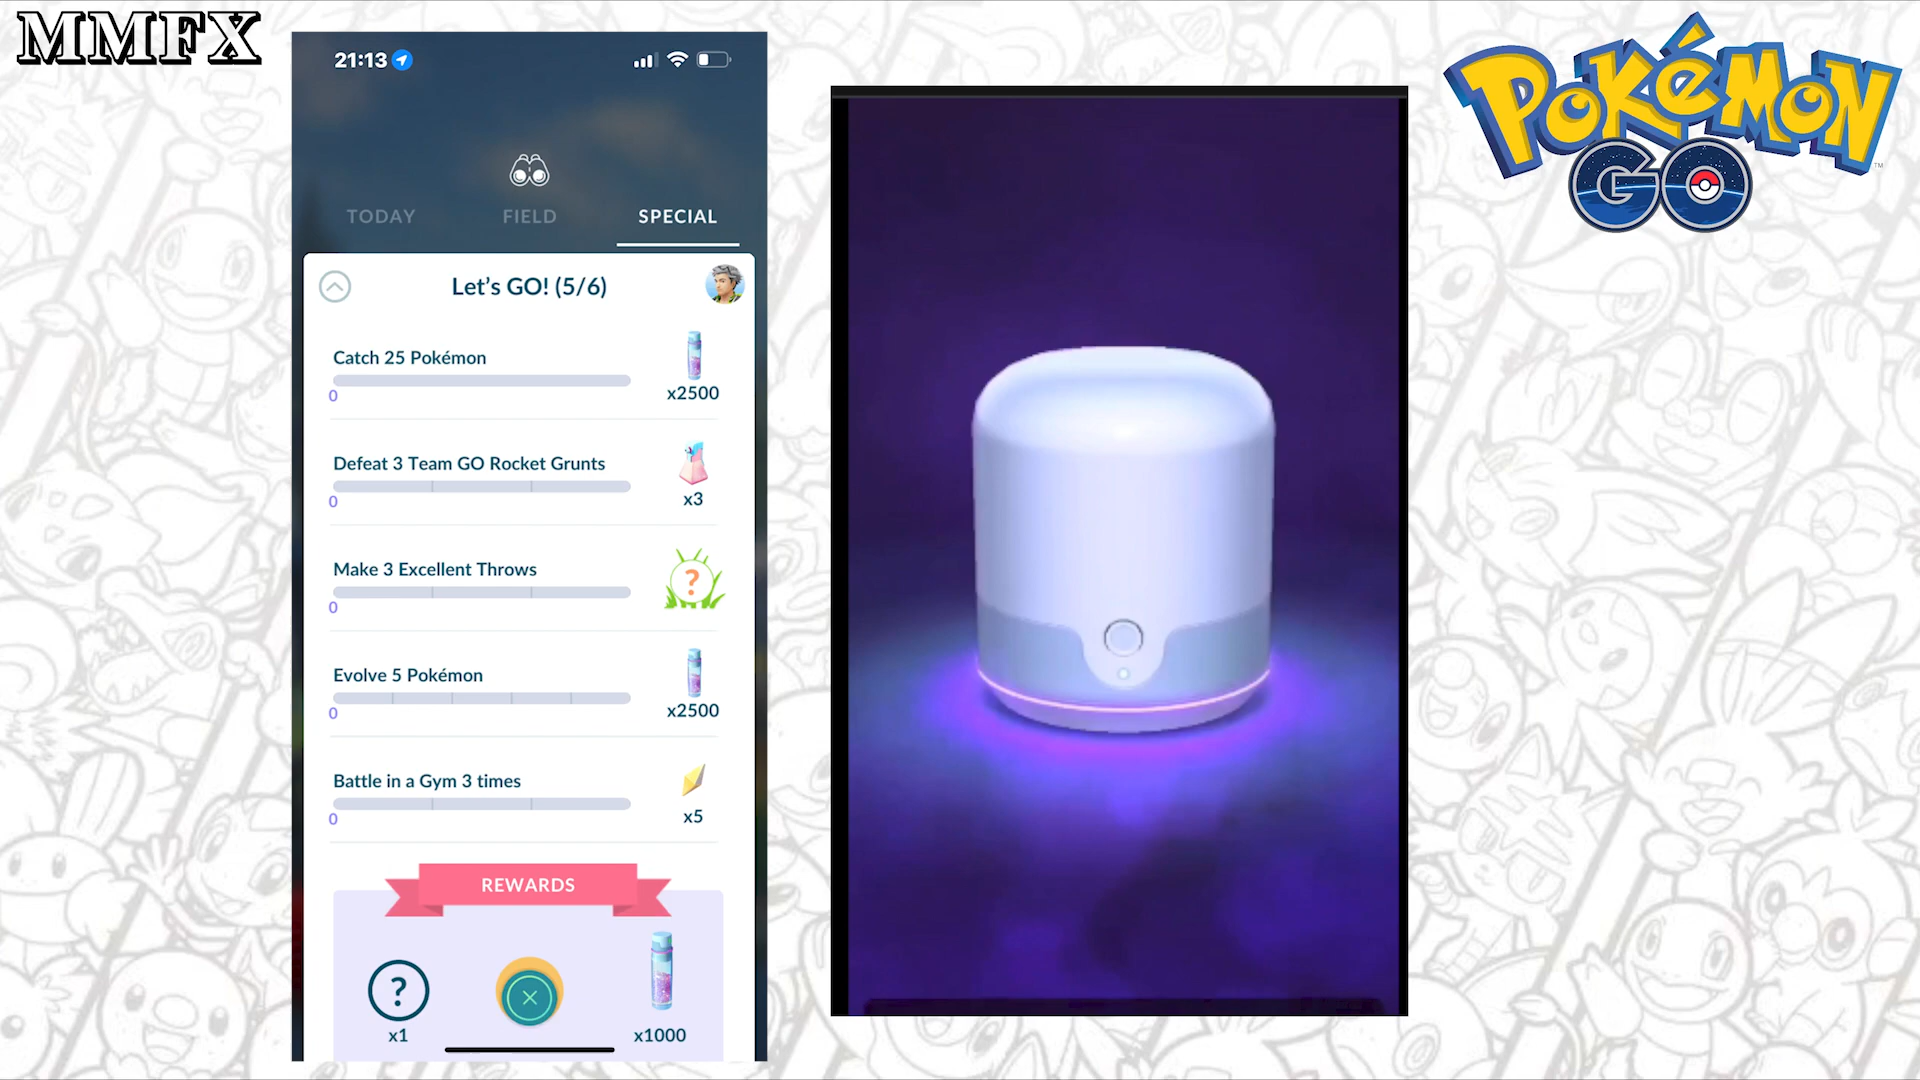 MMFX
21:13
TODAY
FIELD
SPECIAL
Let's GO! (5/6)
Catch 25 Pokémon
0
x2500
Defeat 3 Team GO Rocket Grunts
0
x3
Make 3 Excellent Throws
0
?
Evolve 5 Pokémon
0
x2500
Battle in a Gym 3 times
0
x5
REWARDS
?
x1
x1000
POKéMON
GO
TM